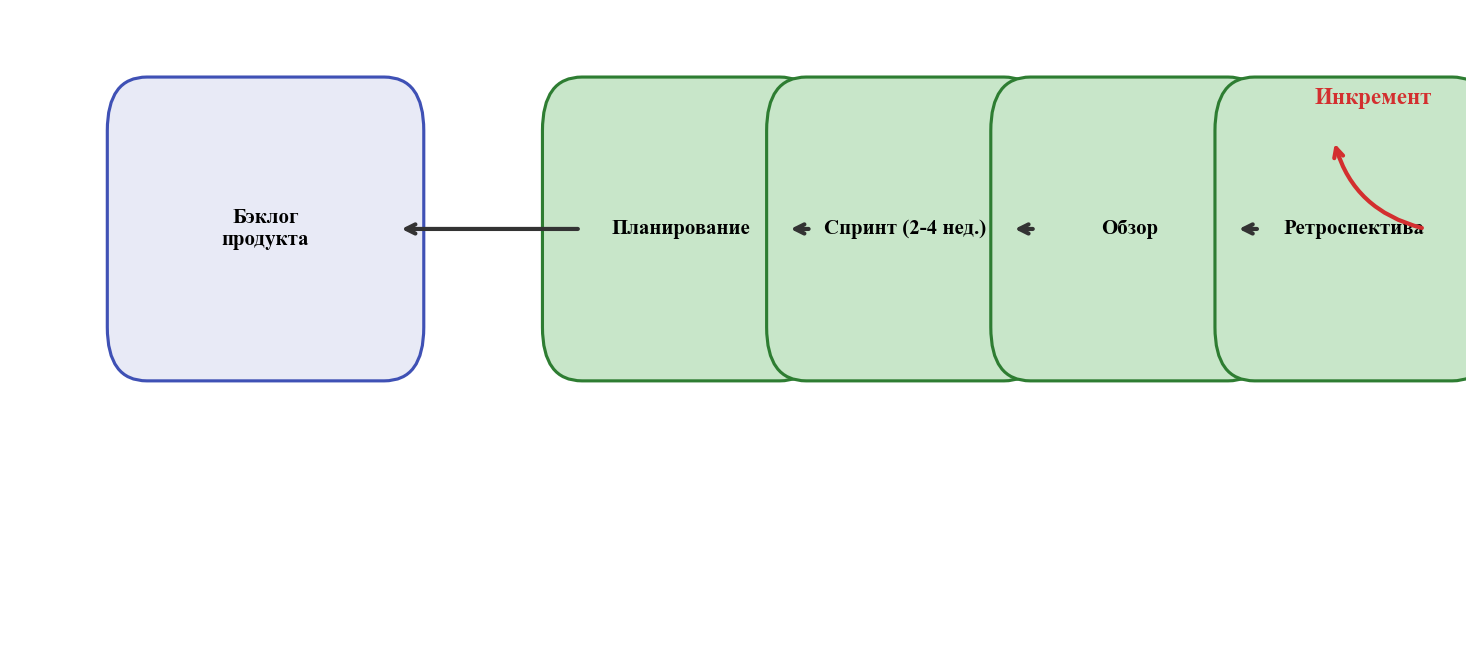 Инкремент
Бэклог
продукта
Планирование
Спринт (2-4 нед.)
Обзор
Ретроспектива